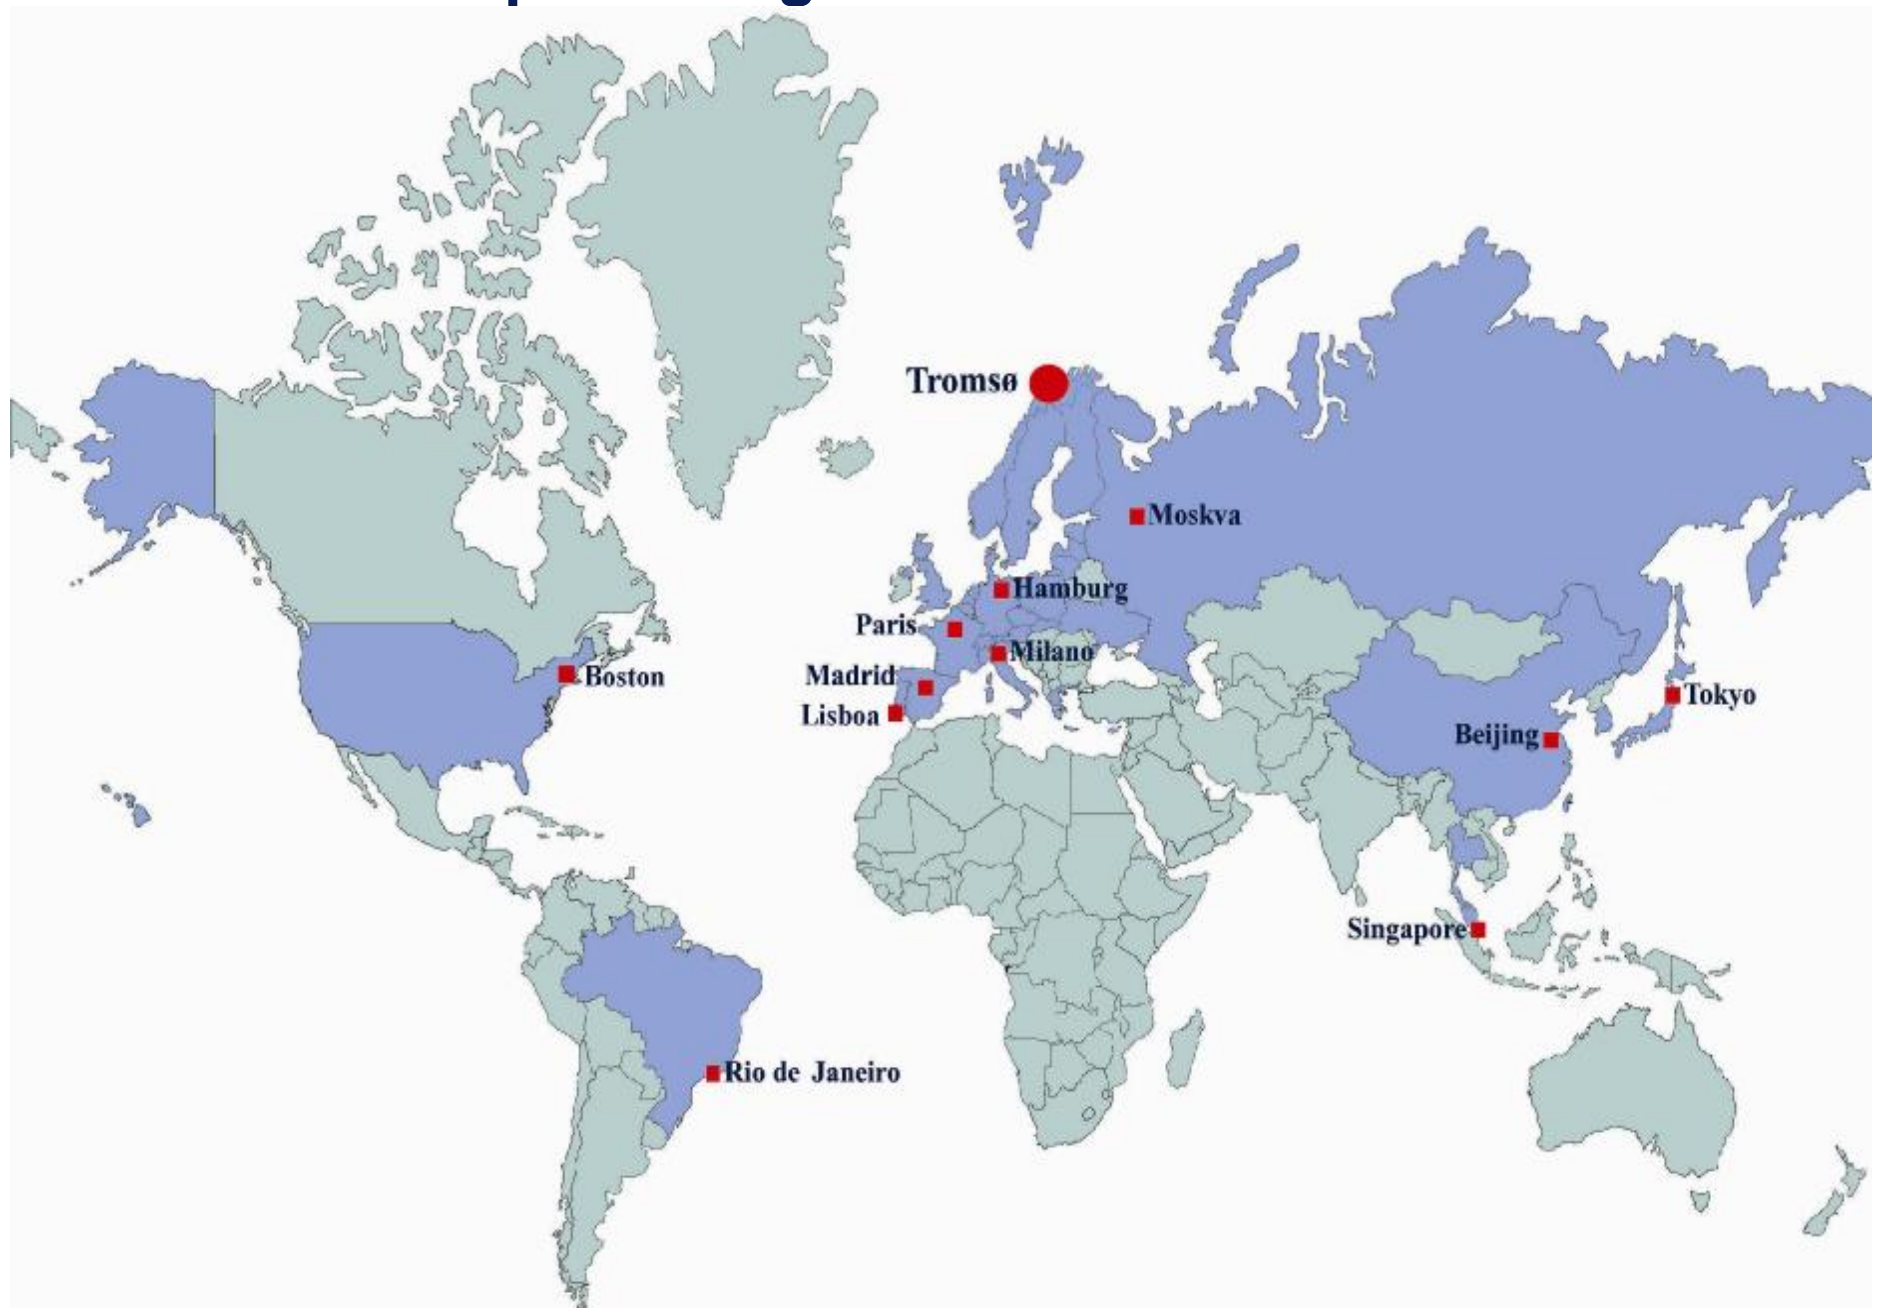 Tromsø
Moskva
Hamburg
Paris
Milano
Madrid
Lisboa
Boston
Tokyo
Beijing
Singapore
Rio de Janeiro